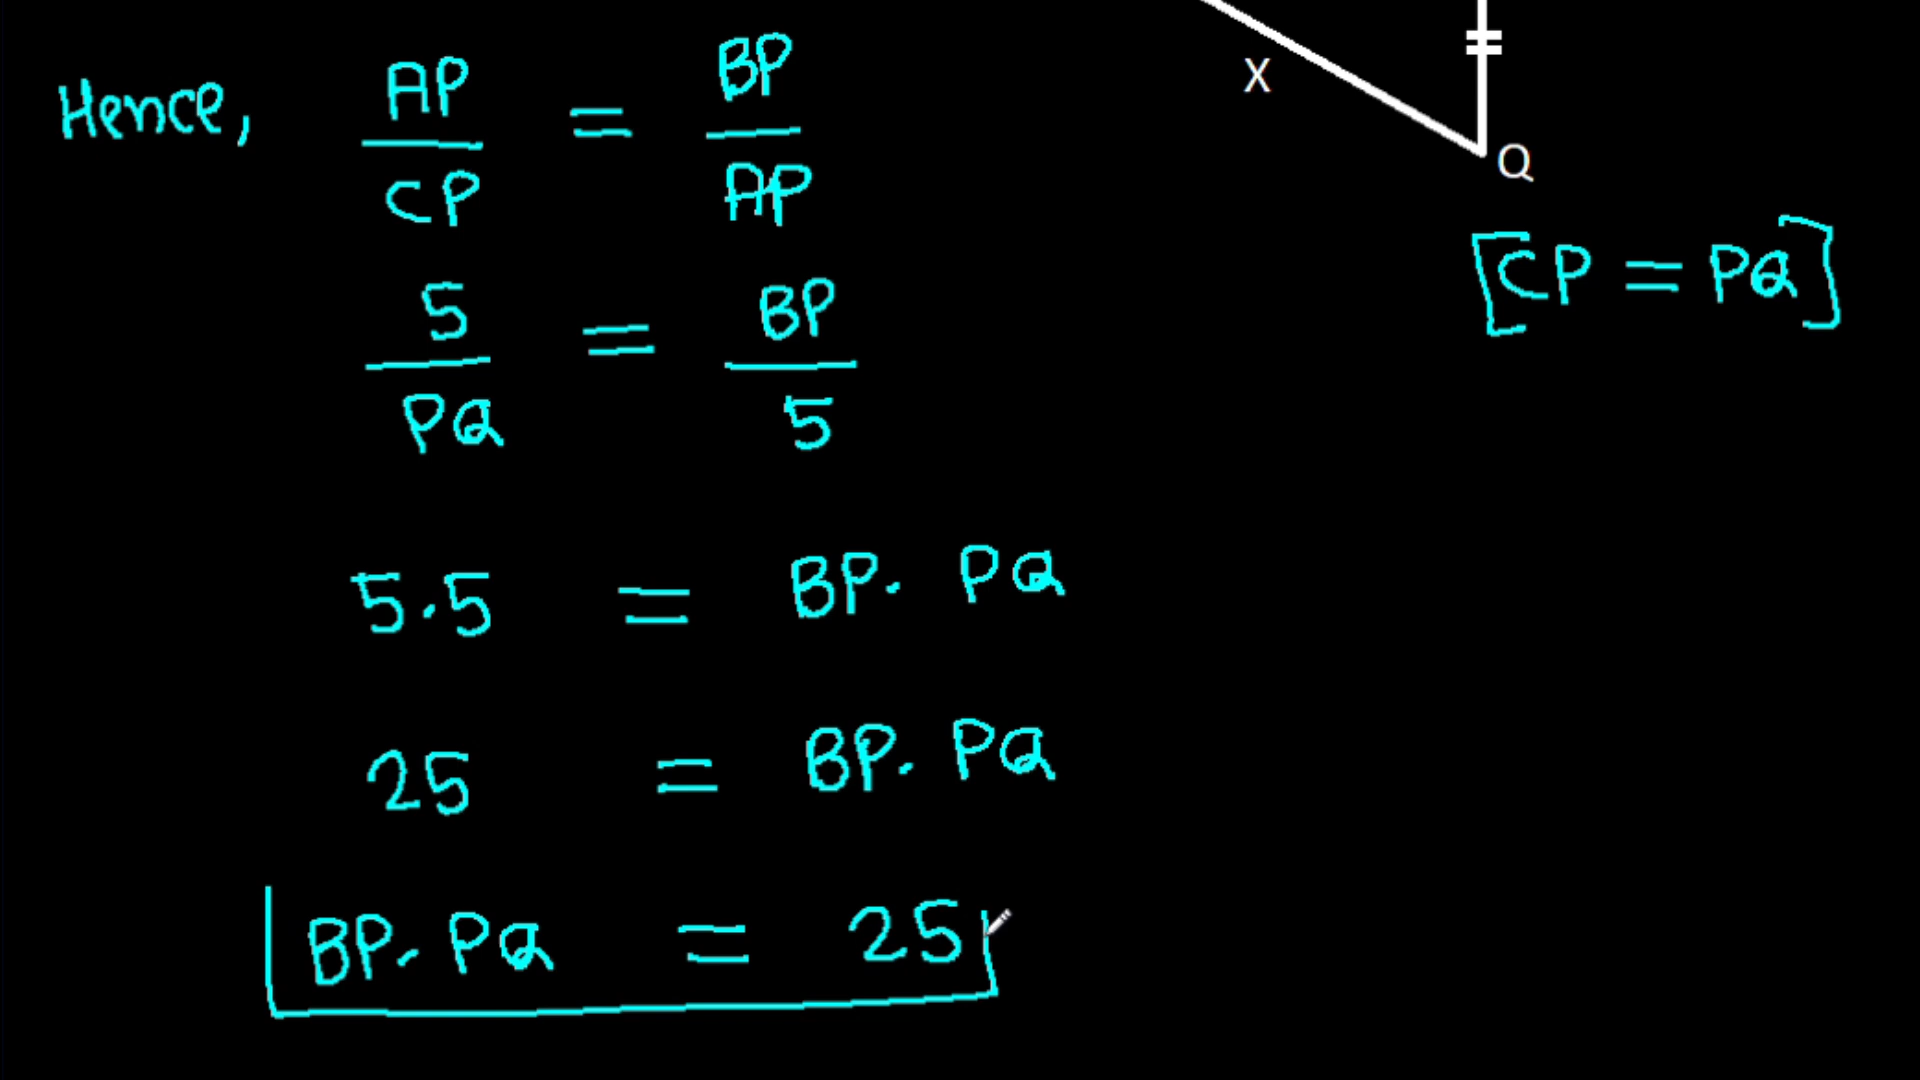 Hence, AP/CP = BP/AP
X
Q
[CP = PQ]
5/PQ = BP/5
5.5 = BP. PQ
25 = BP. PQ
BP. PQ = 25